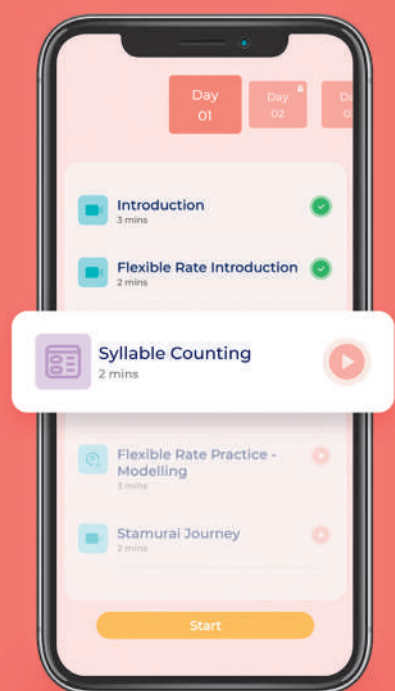 Day
01
Day
02
Introduction
3 mins
Flexible Rate Introduction
2 mins
Syllable Counting
2 mins
Flexible Rate Practice -
Modelling
3 mins
Stamurai Journey
2 mins
Start